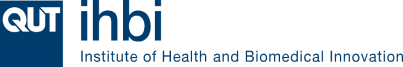 QUT ihbi
Institute of Health and Biomedical Innovation